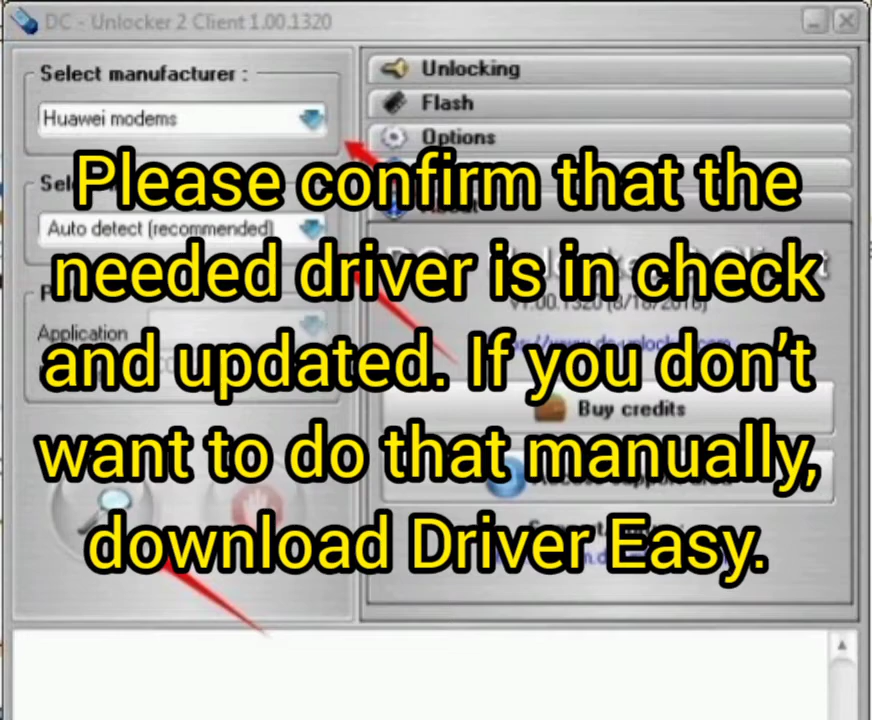 DC - Unlocker 2 Client 1.00.1320
Select manufacturer :
Huawei modems
Unlocking
Flash
Options
Please confirm that the
Auto detect (recommended)
needed driver is in check
Application
and updated. If you don't
Buy credits
want to do that manually,
download Driver Easy.